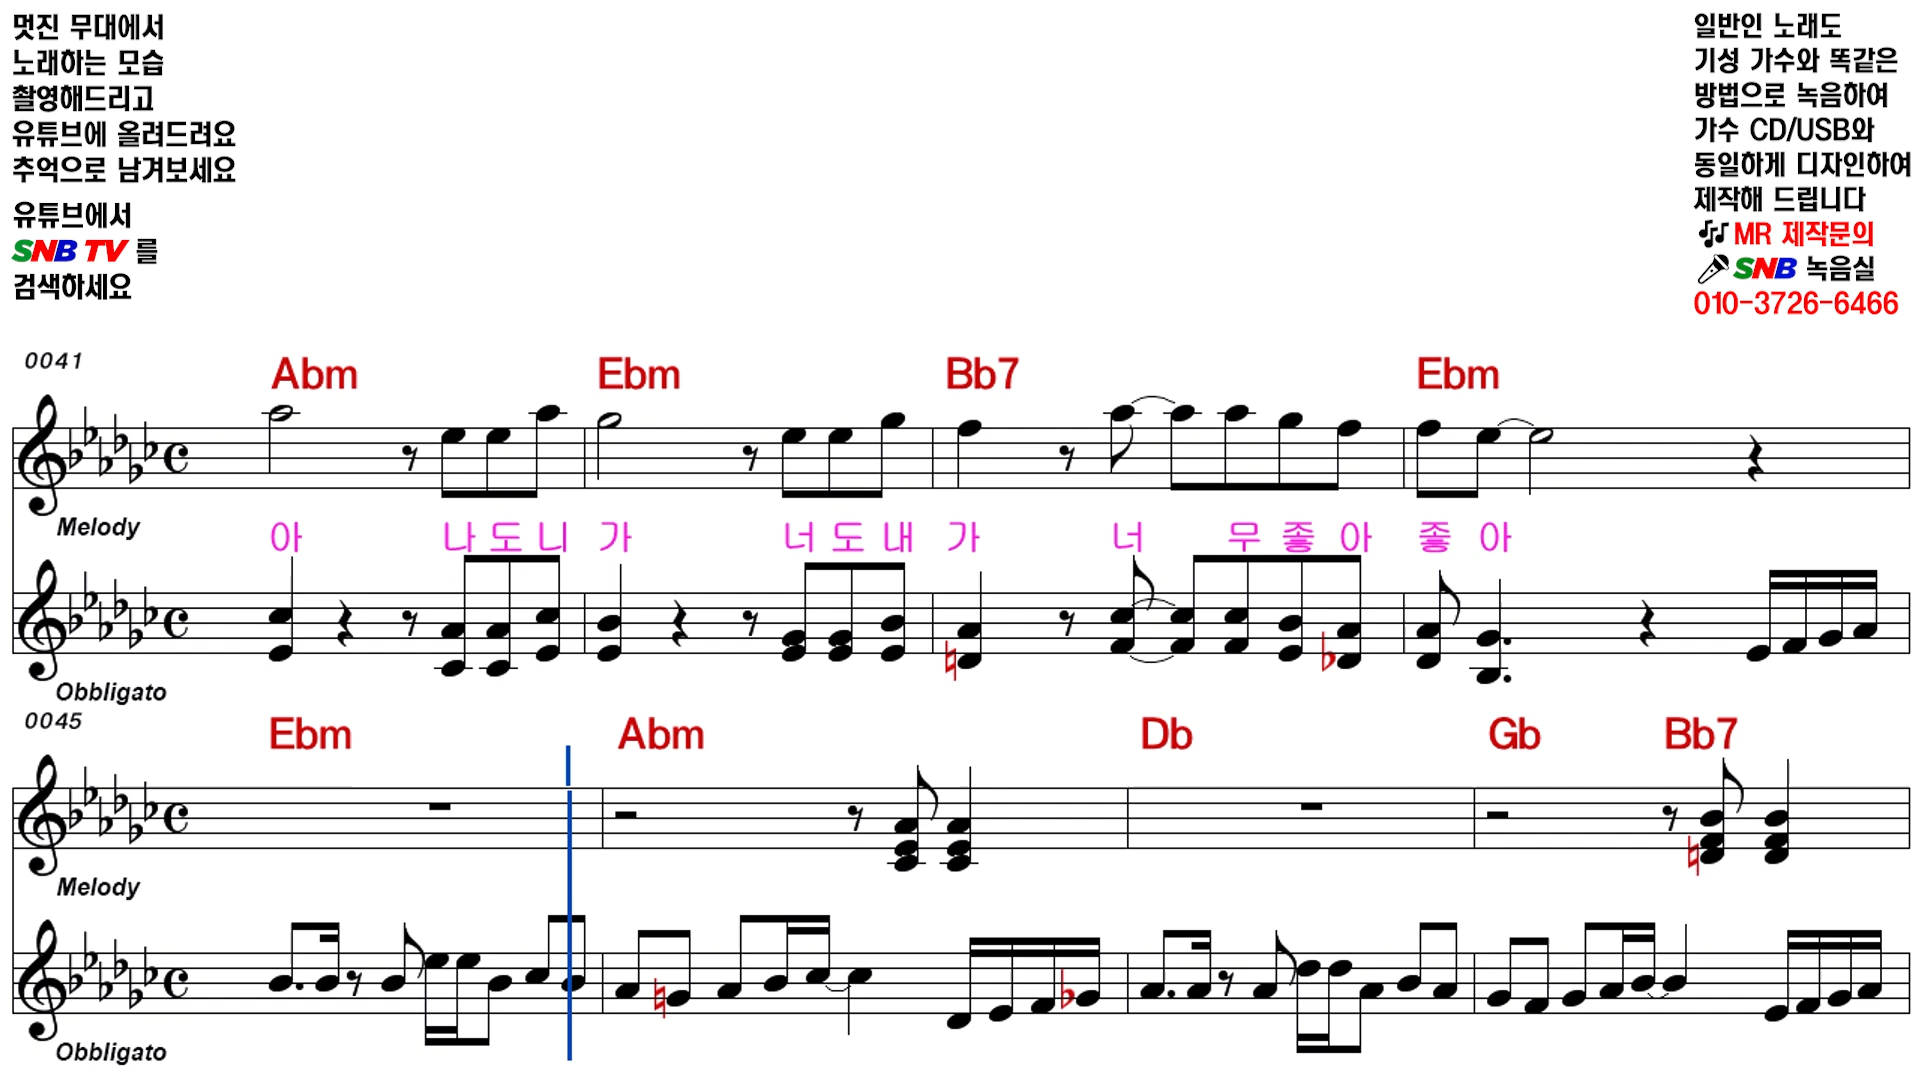 멋진 무대에서
노래하는 모습
촬영해드리고
유튜브에 올려드려요
추억으로 남겨보세요
유튜브에서
SNB TV 를
검색하세요
일반인 노래도
기성 가수와 똑같은
방법으로 녹음하여
가수 CD/USB와
동일하게 디자인하여
제작해 드립니다
MR 제작문의
SNB 녹음실
010-3726-6466
0041
Abm Ebm Bb7 Ebm
Melody
아 나 도 니 가 너 도 내 가 너 무 좋 아 좋 아
Obbligato
0045
Ebm Abm Db Gb Bb7
Melody
Obbligato